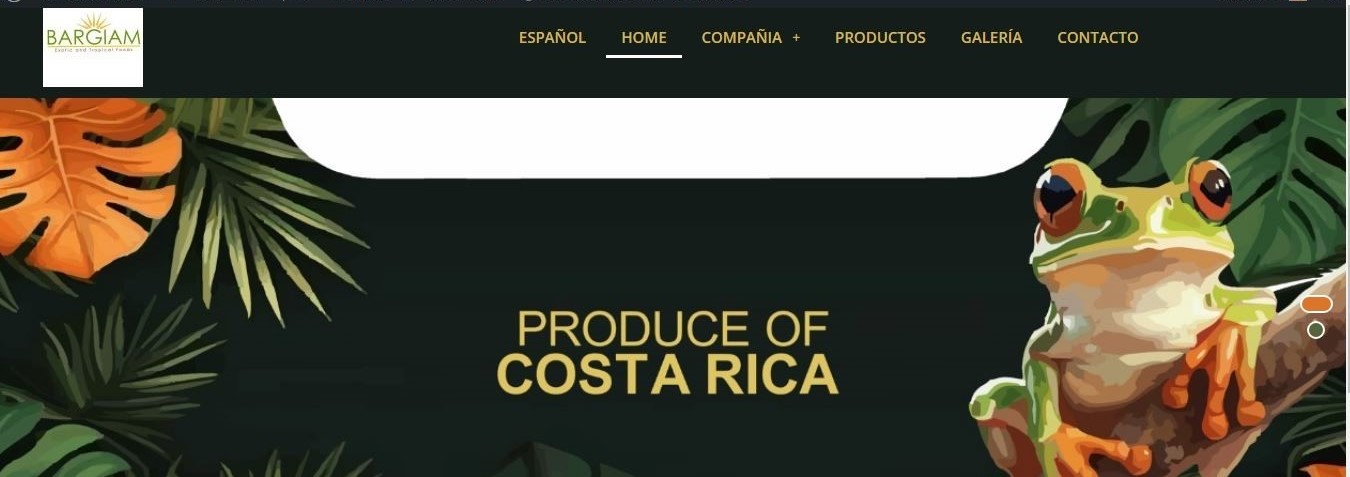 BARGIAM
Exotic and Tropical Foods
ESPAÑOL HOME COMPAÑIA + PRODUCTOS GALERÍA CONTACTO
PRODUCE OF
COSTA RICA